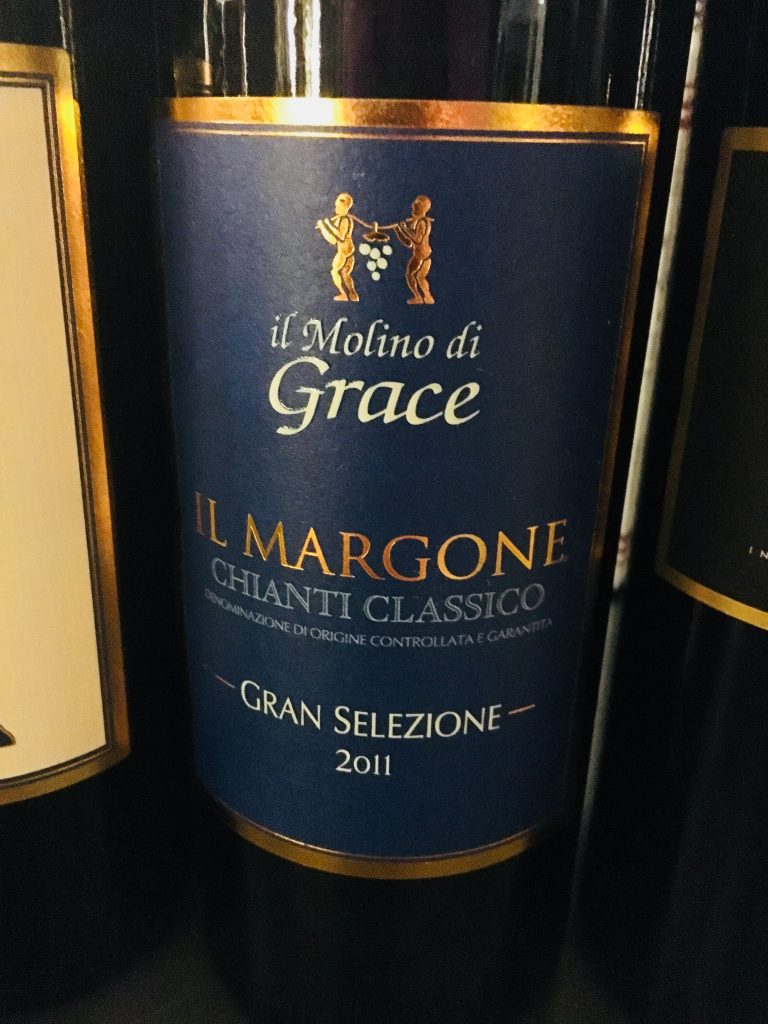 il Molino di
Grace
IL MARGONE
CHIANTI CLASSICO
DENOMINAZIONE DI ORIGINE CONTROLLATA E GARANTITA
GRAN SELEZIONE
2011